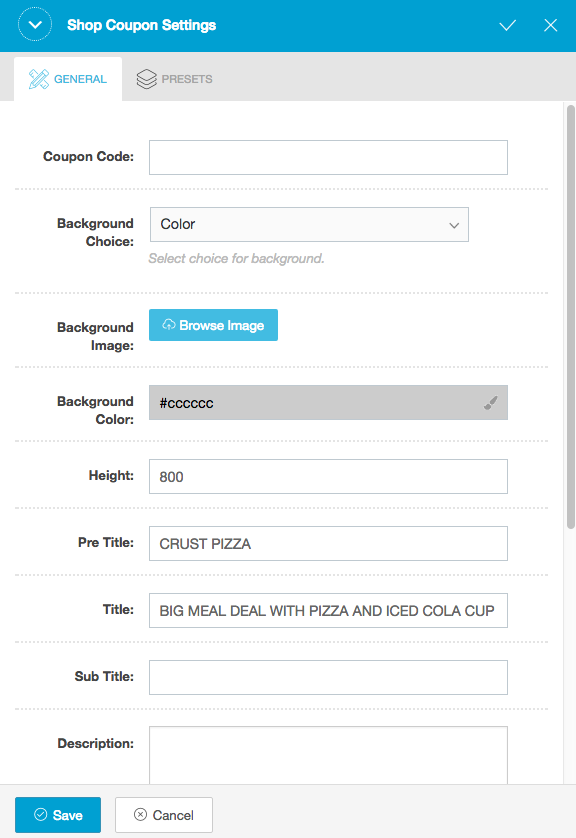 Shop Coupon Settings
GENERAL
PRESETS
Coupon Code:
Background
Choice:
Color
Select choice for background.
Background
Image:
Browse Image
Background
Color:
#cccccc
Height:
800
Pre Title:
CRUST PIZZA
Title:
BIG MEAL DEAL WITH PIZZA AND ICED COLA CUP
Sub Title:
Description:
Save
Cancel